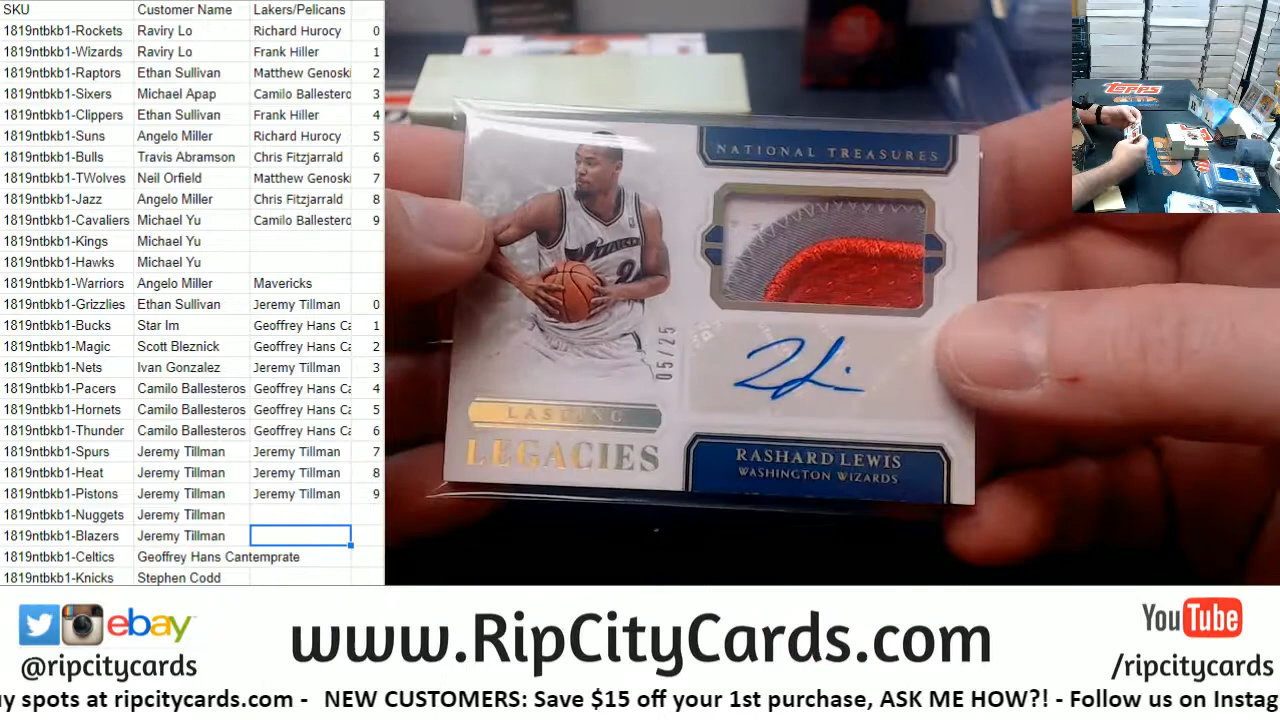 SKU Customer Name Lakers/Pelicans
1819ntbkb1-Rockets Raviry Lo Richard Hurocy 0
1819ntbkb1-Wizards Raviry Lo Frank Hiller 1
1819ntbkb1-Raptors Ethan Sullivan Matthew Genoski 2
1819ntbkb1-Sixers Michael Apap Camilo Ballestero 3
1819ntbkb1-Clippers Ethan Sullivan Frank Hiller 4
1819ntbkb1-Suns Angelo Miller Richard Hurocy 5
1819ntbkb1-Bulls Travis Abramson Chris Fitzjarrald 6
1819ntbkb1-TWolves Neil Orfield Matthew Genoski 7
1819ntbkb1-Jazz Angelo Miller Chris Fitzjarrald 8
1819ntbkb1-Cavaliers Michael Yu Camilo Ballestero 9
1819ntbkb1-Kings Michael Yu
1819ntbkb1-Hawks Michael Yu
1819ntbkb1-Warriors Angelo Miller Mavericks
1819ntbkb1-Grizzlies Ethan Sullivan Jeremy Tillman 0
1819ntbkb1-Bucks Star Im Geoffrey Hans Ca 1
1819ntbkb1-Magic Scott Bleznick Geoffrey Hans Ca 2
1819ntbkb1-Nets Ivan Gonzalez Jeremy Tillman 3
1819ntbkb1-Pacers Camilo Ballesteros Geoffrey Hans Ca 4
1819ntbkb1-Hornets Camilo Ballesteros Geoffrey Hans Ca 5
1819ntbkb1-Thunder Camilo Ballesteros Geoffrey Hans Ca 6
1819ntbkb1-Spurs Jeremy Tillman Jeremy Tillman 7
1819ntbkb1-Heat Jeremy Tillman Jeremy Tillman 8
1819ntbkb1-Pistons Jeremy Tillman Jeremy Tillman 9
1819ntbkb1-Nuggets Jeremy Tillman
1819ntbkb1-Blazers Jeremy Tillman
1819ntbkb1-Celtics Geoffrey Hans Cantemprate
1819ntbkb1-Knicks Stephen Codd
NATIONAL TREASURES
WIZARDS
9
05/25
LASTING
LEGACIES
RASHARD LEWIS
WASHINGTON WIZARDS
TOPPS
ebay
@ripcitycards
www.RipCityCards.com
YouTube
/ripcitycards
y spots at ripcitycards.com - NEW CUSTOMERS: Save $15 off your 1st purchase, ASK ME HOW?! - Follow us on Instag